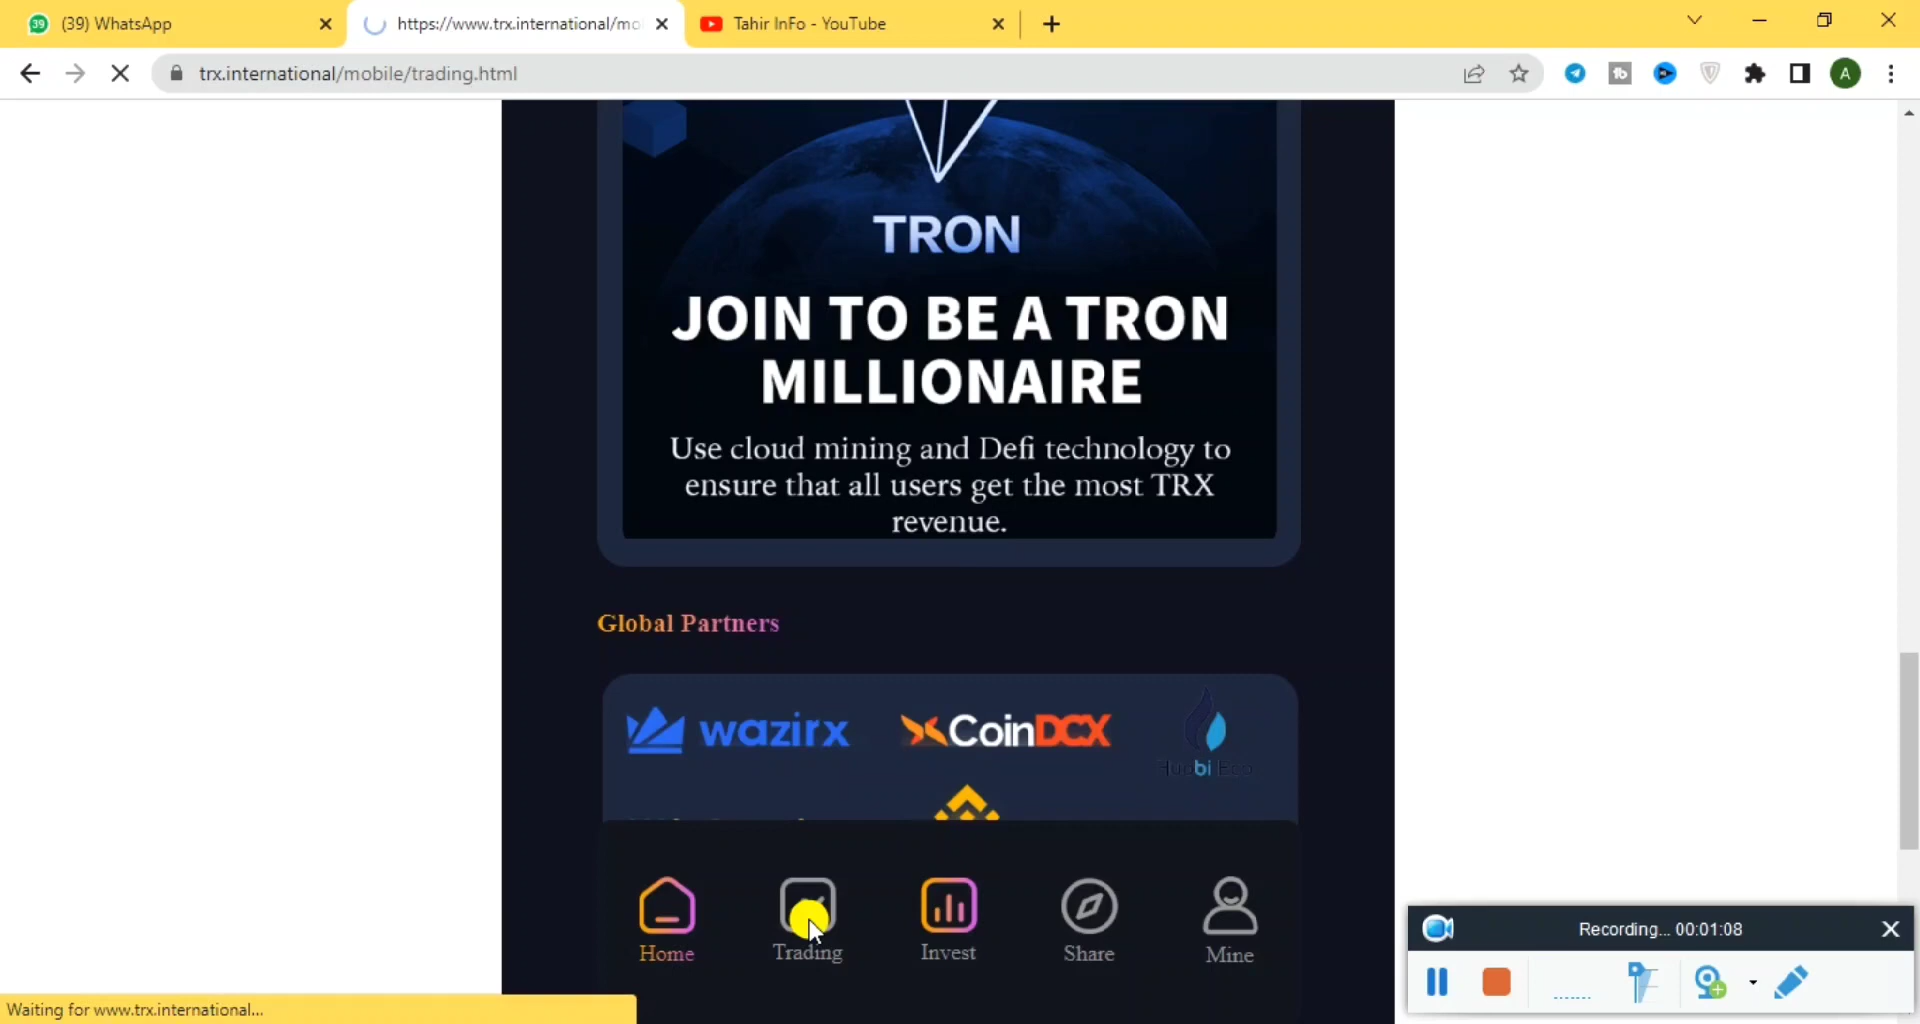 (39) WhatsApp
https://www.trx.international/mo
Tahir InFo - YouTube
trx.international/mobile/trading.html
A
TRON
JOIN TO BE A TRON
MILLIONAIRE
Use cloud mining and Defi technology to
ensure that all users get the most TRX
revenue.
Global Partners
wazirx
CoinDCX
Huobi Eco
Home
Trading
Invest
Share
Mine
Recording... 00:01:08
Waiting for www.trx.international...